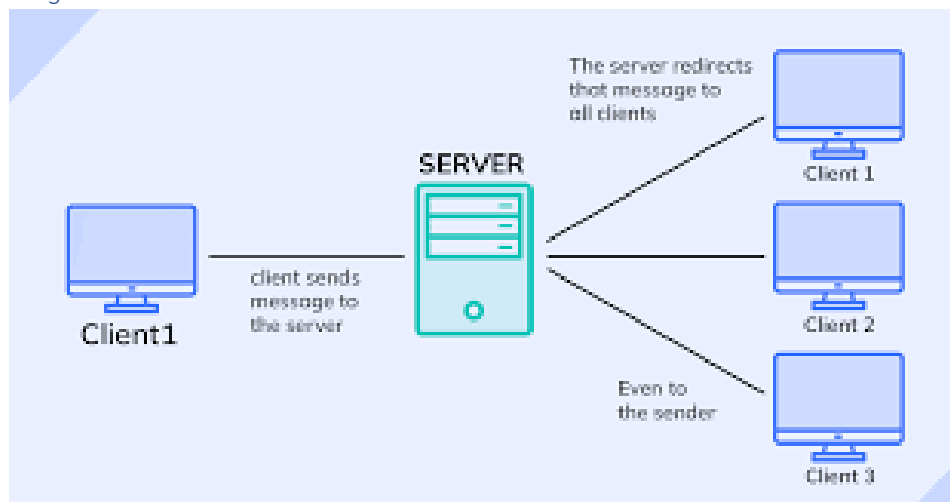 The server redirects
that message to
all clients
SERVER
Client 1
client sends
message to
the server
Client1
Client 2
Even to
the sender
Client 3